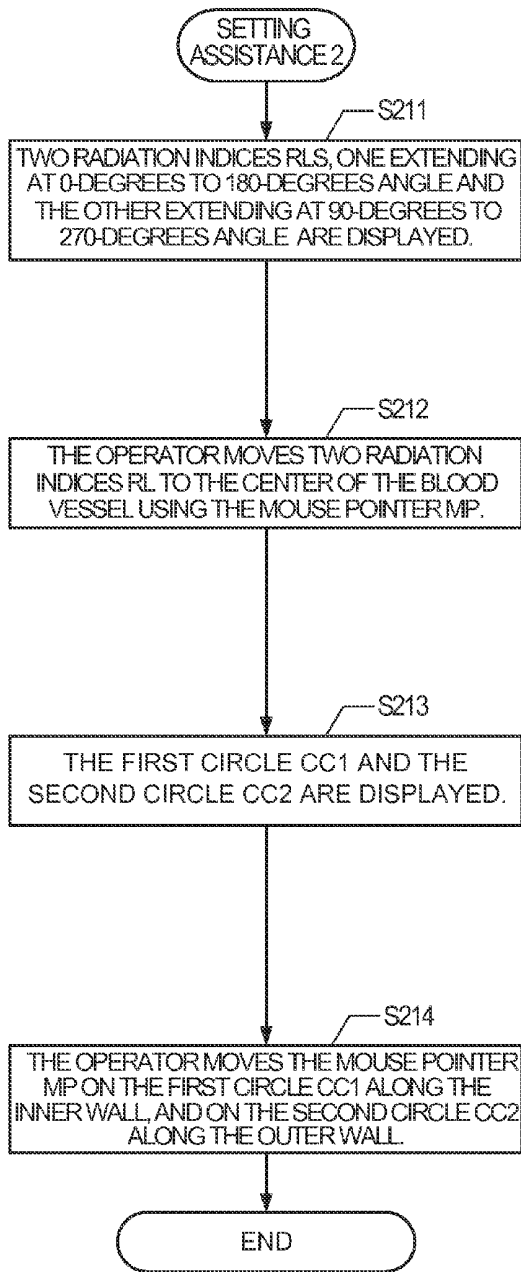 SETTING
ASSISTANCE 2
S211
TWO RADIATION INDICES RLS, ONE EXTENDING
AT 0-DEGREES TO 180-DEGREES ANGLE AND
THE OTHER EXTENDING AT 90-DEGREES TO
270-DEGREES ANGLE ARE DISPLAYED.
S212
THE OPERATOR MOVES TWO RADIATION
INDICES RL TO THE CENTER OF THE BLOOD
VESSEL USING THE MOUSE POINTER MP.
S213
THE FIRST CIRCLE CC1 AND THE
SECOND CIRCLE CC2 ARE DISPLAYED.
S214
THE OPERATOR MOVES THE MOUSE POINTER
MP ON THE FIRST CIRCLE CC1 ALONG THE
INNER WALL, AND ON THE SECOND CIRCLE CC2
ALONG THE OUTER WALL.
END